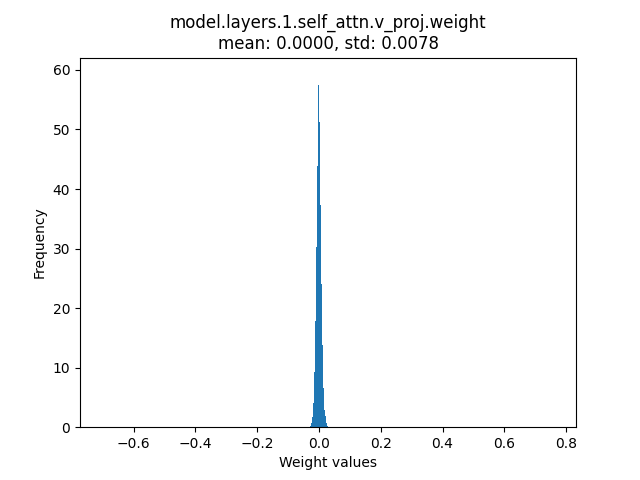 model.layers.1.self_attn.v_proj.weight
mean: 0.0000, std: 0.0078
60
50
40
30
20
10
0
Frequency
−0.6 −0.4 −0.2 0.0 0.2 0.4 0.6 0.8
Weight values